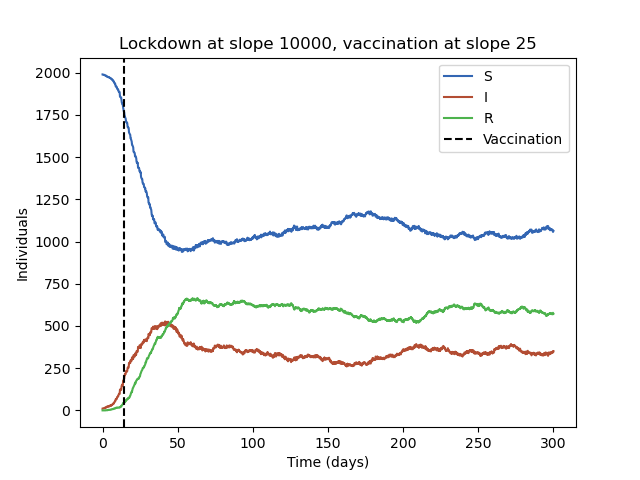 Lockdown at slope 10000, vaccination at slope 25
S
I
R
Vaccination
Individuals
2000
1750
1500
1250
1000
750
500
250
0
0 50 100 150 200 250 300
Time (days)